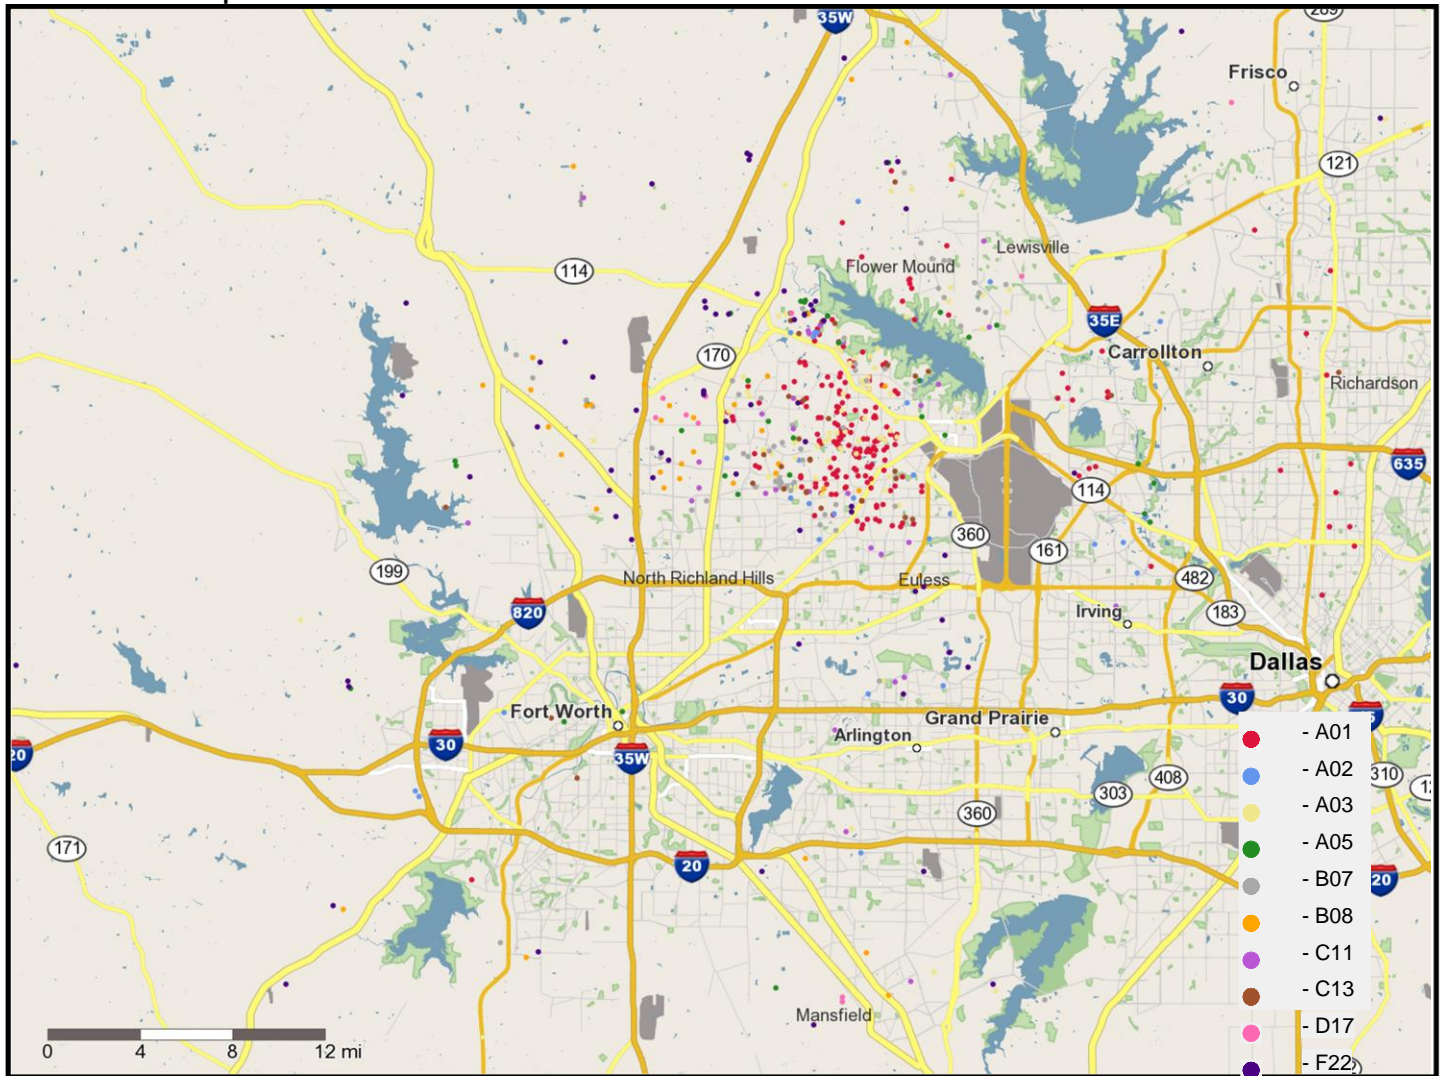 35W
289
Frisco
121
Lewisville
114
Flower Mound
35E
170
Carrollton
Richardson
635
114
360
161
199
North Richland Hills
Euless
482
820
Irving
183
Dallas
30
Fort Worth
Grand Prairie
Arlington
30
35W
20
- A01
- A02
310
408
303
- A03
360
171
- A05
20
- B07
20
- B08
- C11
- C13
Mansfield
- D17
0 4 8 12 mi
- F22